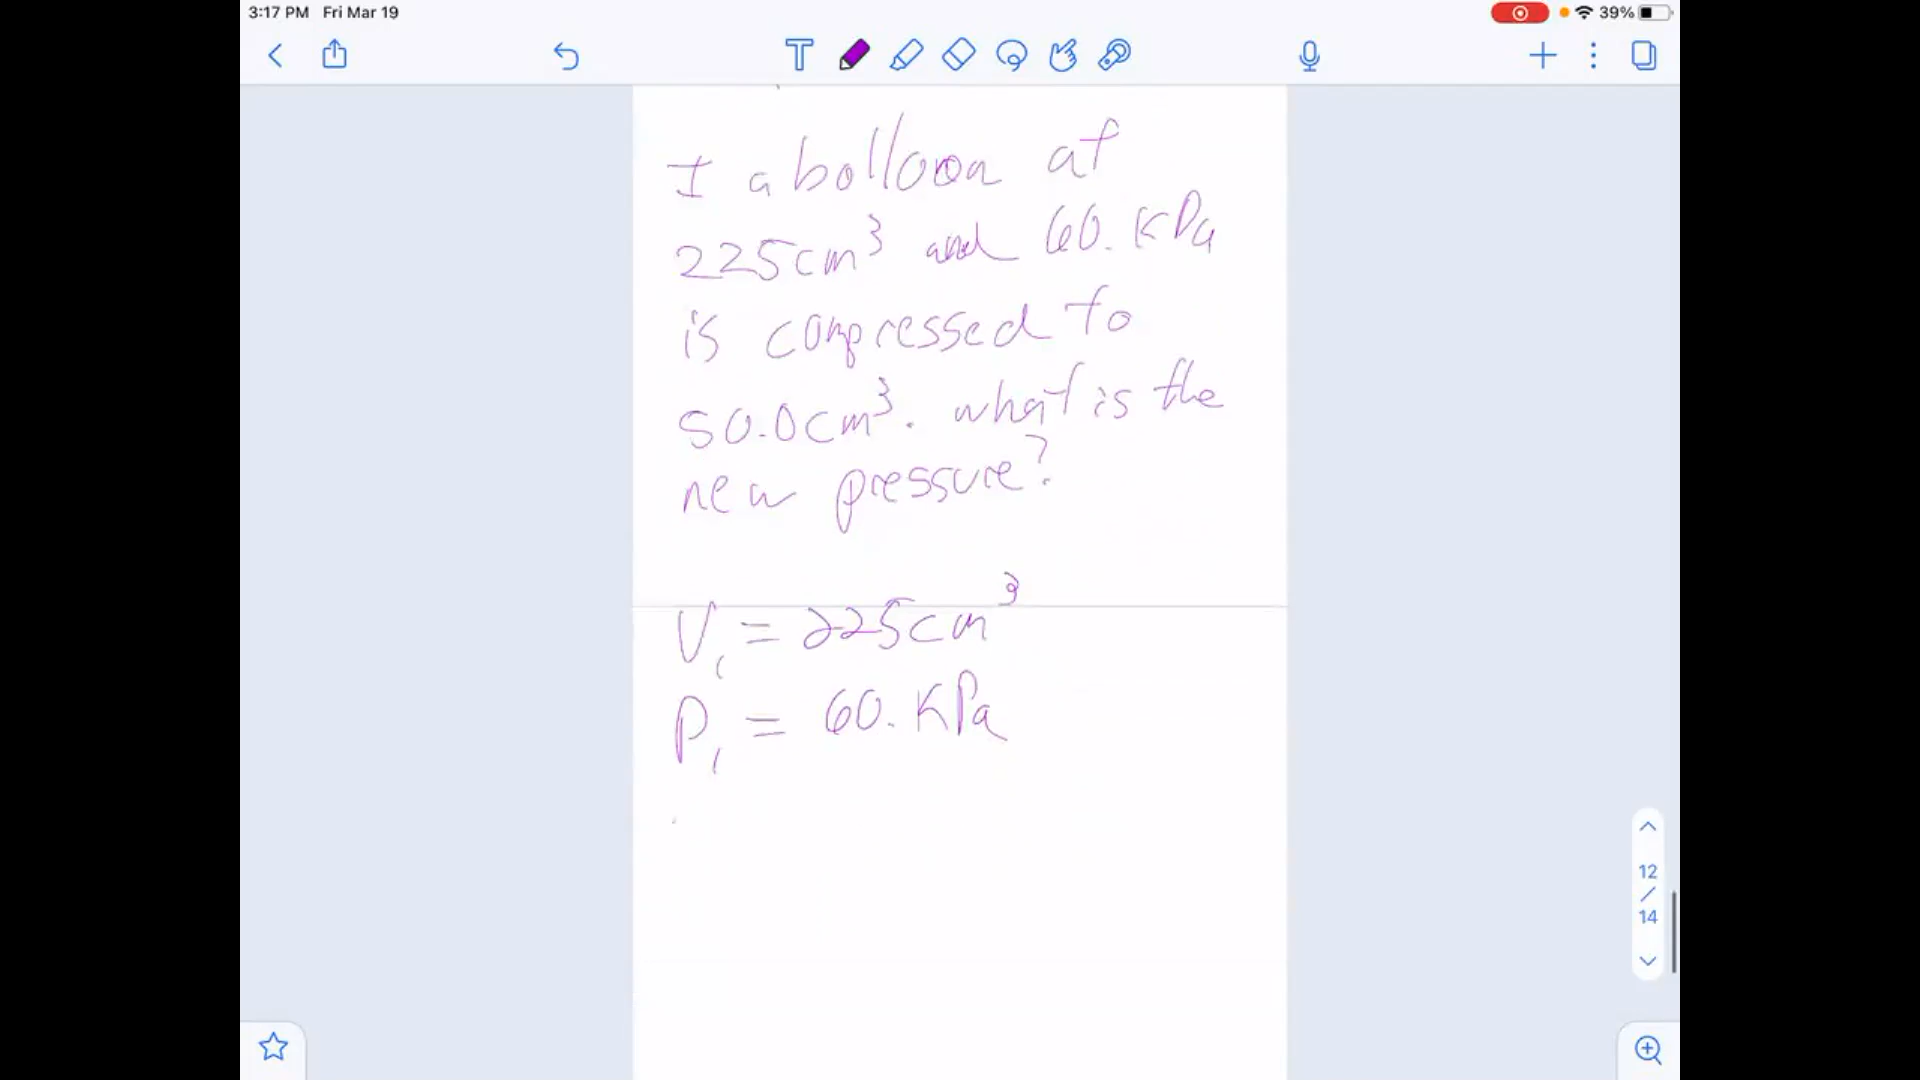 3:17 PM Fri Mar 19
39%
T
I a balloon at
225cm³ and 60. KPa
is compressed to
50.0cm³. what is the
new pressure?
V₁ = 225cm³
P₁ = 60. KPa
12
/
14